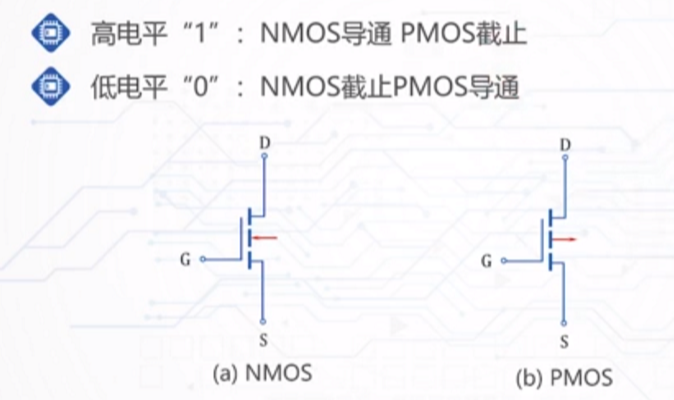 高电平“1”：NMOS导通 PMOS截止
低电平“0”：NMOS截止PMOS导通
D D
G G
S S
(a) NMOS (b) PMOS